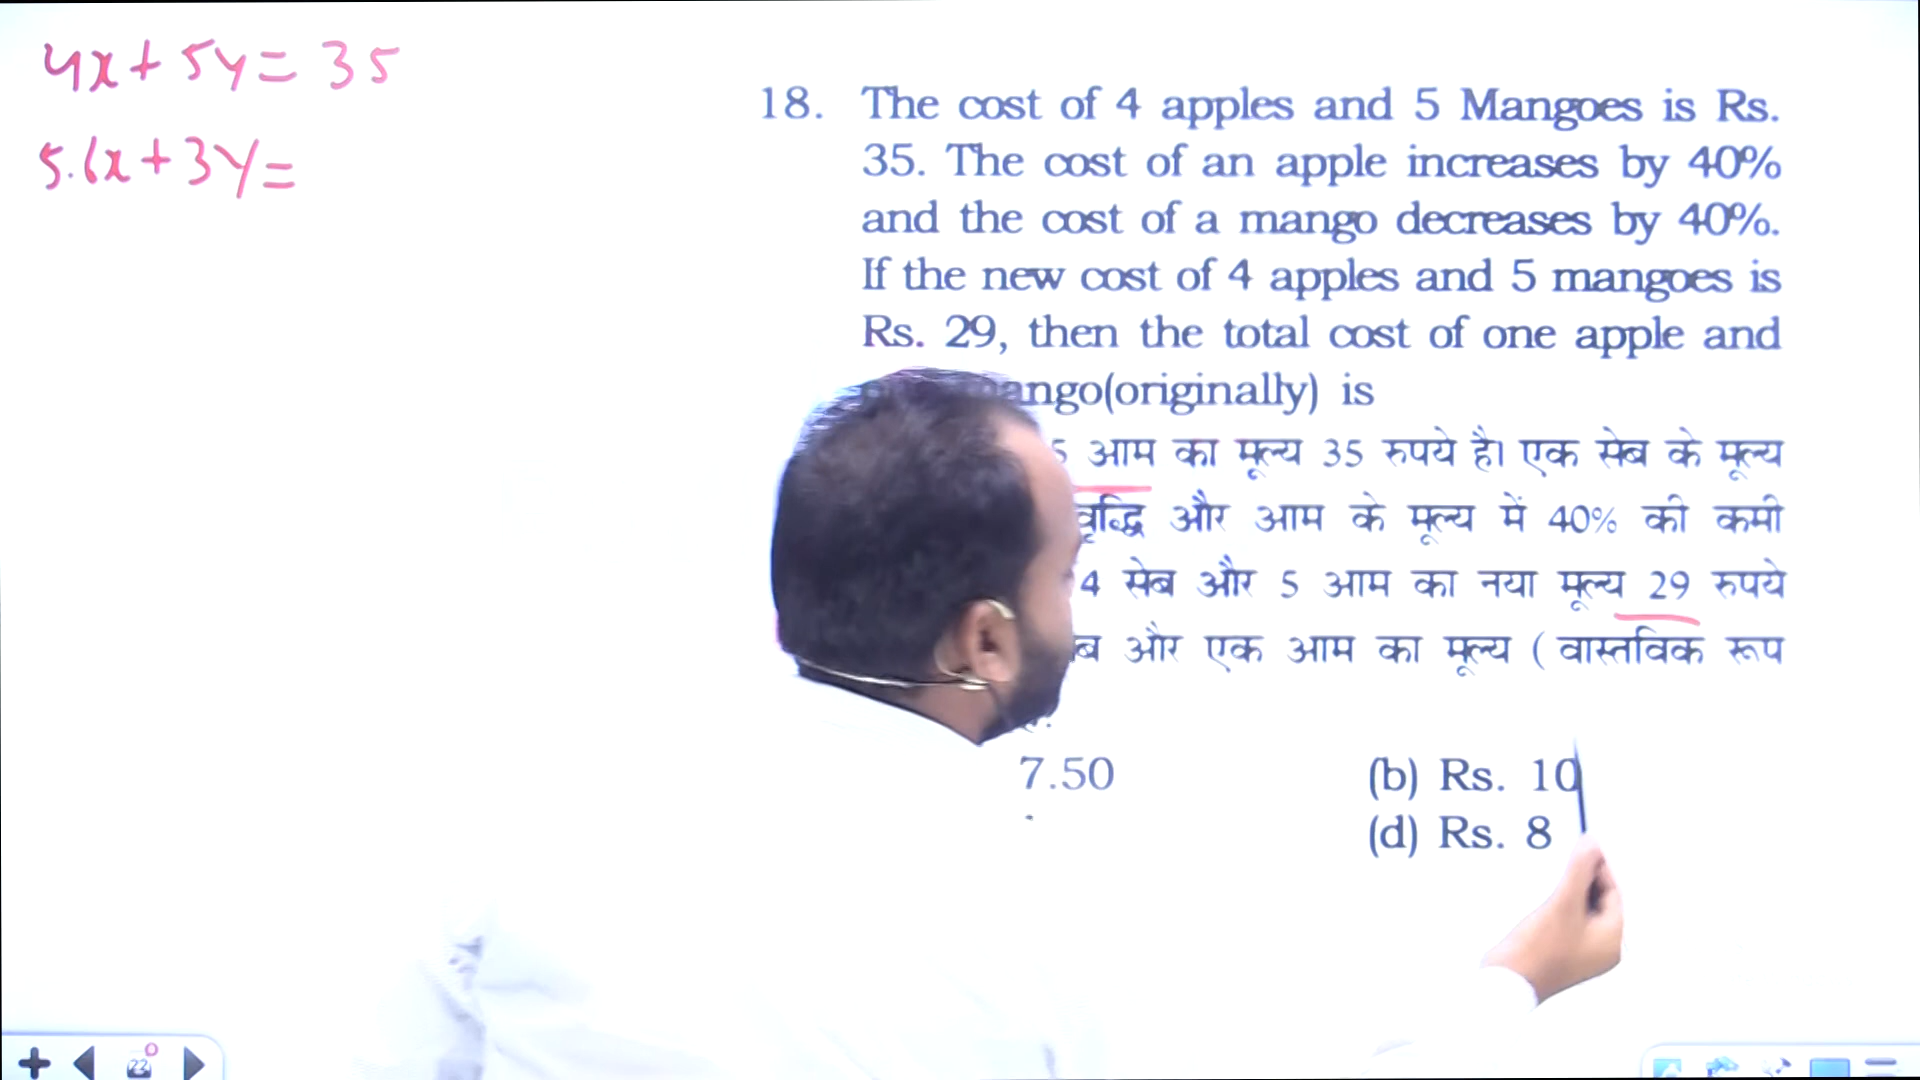 4x + 5y = 35
5.6x + 3y =
18. The cost of 4 apples and 5 Mangoes is Rs.
35. The cost of an apple increases by 40%
and the cost of a mango decreases by 40%.
If the new cost of 4 apples and 5 mangoes is
Rs. 29, then the total cost of one apple and
ango(originally) is
5 आम का मूल्य 35 रुपये है। एक सेब के मूल्य
वृद्धि और आम के मूल्य में 40% की कमी
4 सेब और 5 आम का नया मूल्य 29 रुपये
और एक आम का मूल्य ( वास्तविक रूप
7.50 (b) Rs. 10
(d) Rs. 8
22